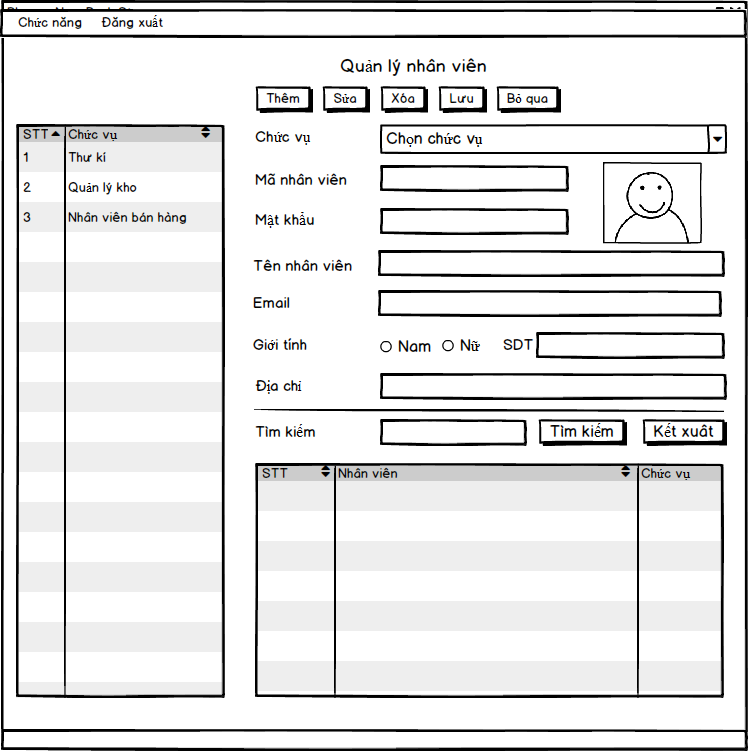 Chức năng Đăng xuất
Quản lý nhân viên
Thêm Sửa Xóa Lưu Bỏ qua
STT Chức vụ
1 Thư kí
2 Quản lý kho
3 Nhân viên bán hàng
Chức vụ Chọn chức vụ
Mã nhân viên
Mật khẩu
Tên nhân viên
Email
Giới tính Nam Nữ SDT
Địa chỉ
Tìm kiếm Tìm kiếm Kết xuất
STT Nhân viên Chức vụ